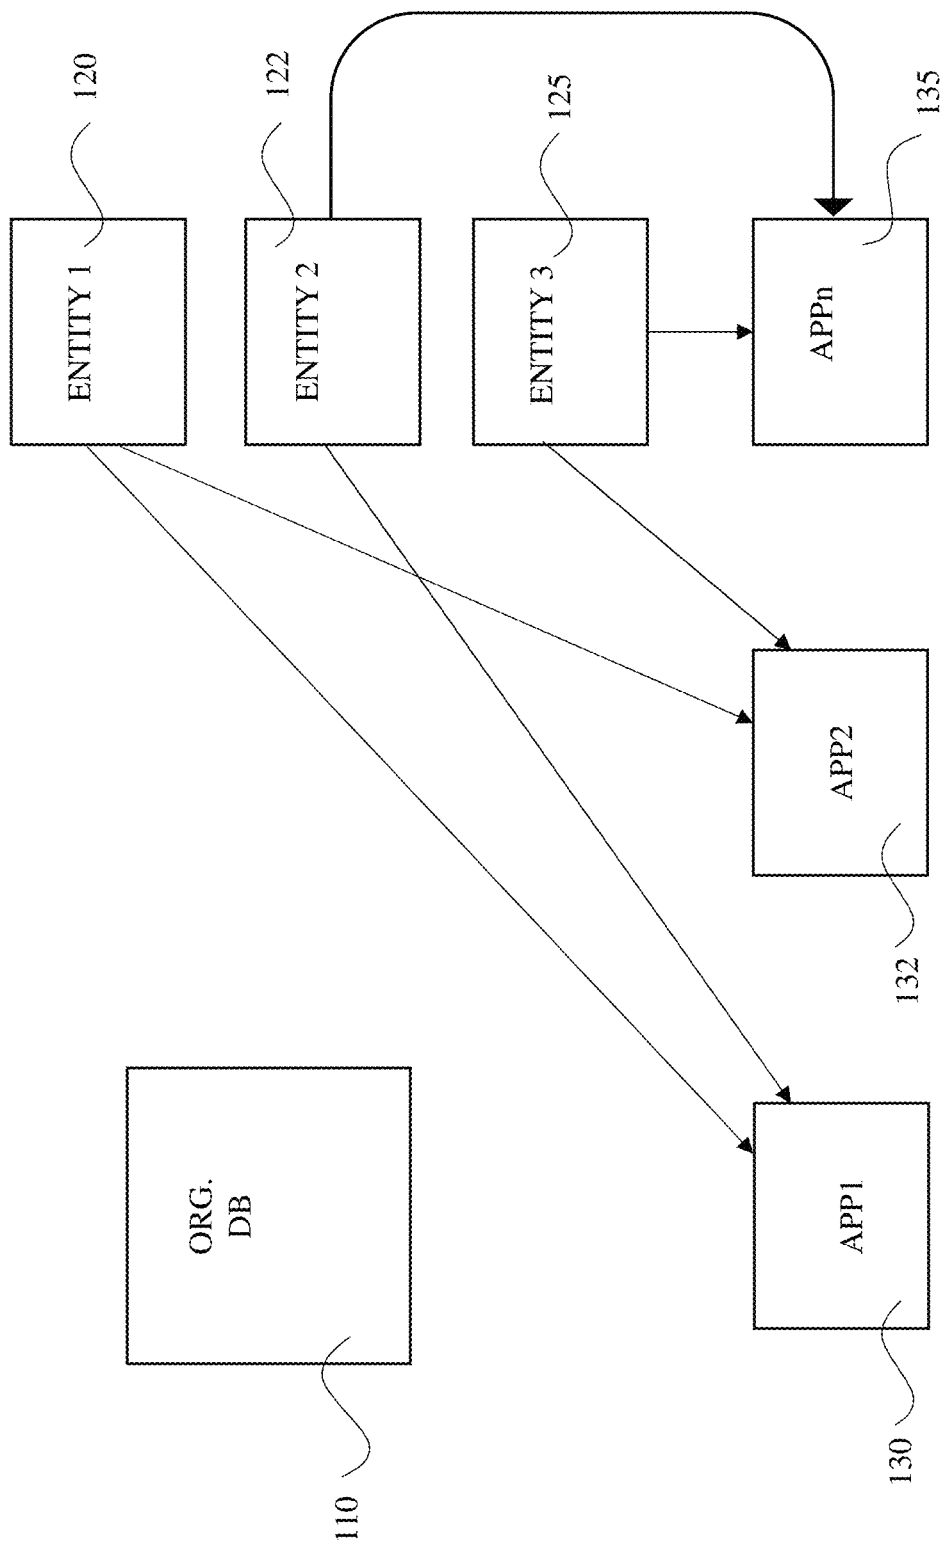 ENTITY 1
120
ORG.
DB
110
ENTITY 2
122
ENTITY 3
125
APP1
130
APP2
132
APPn
135